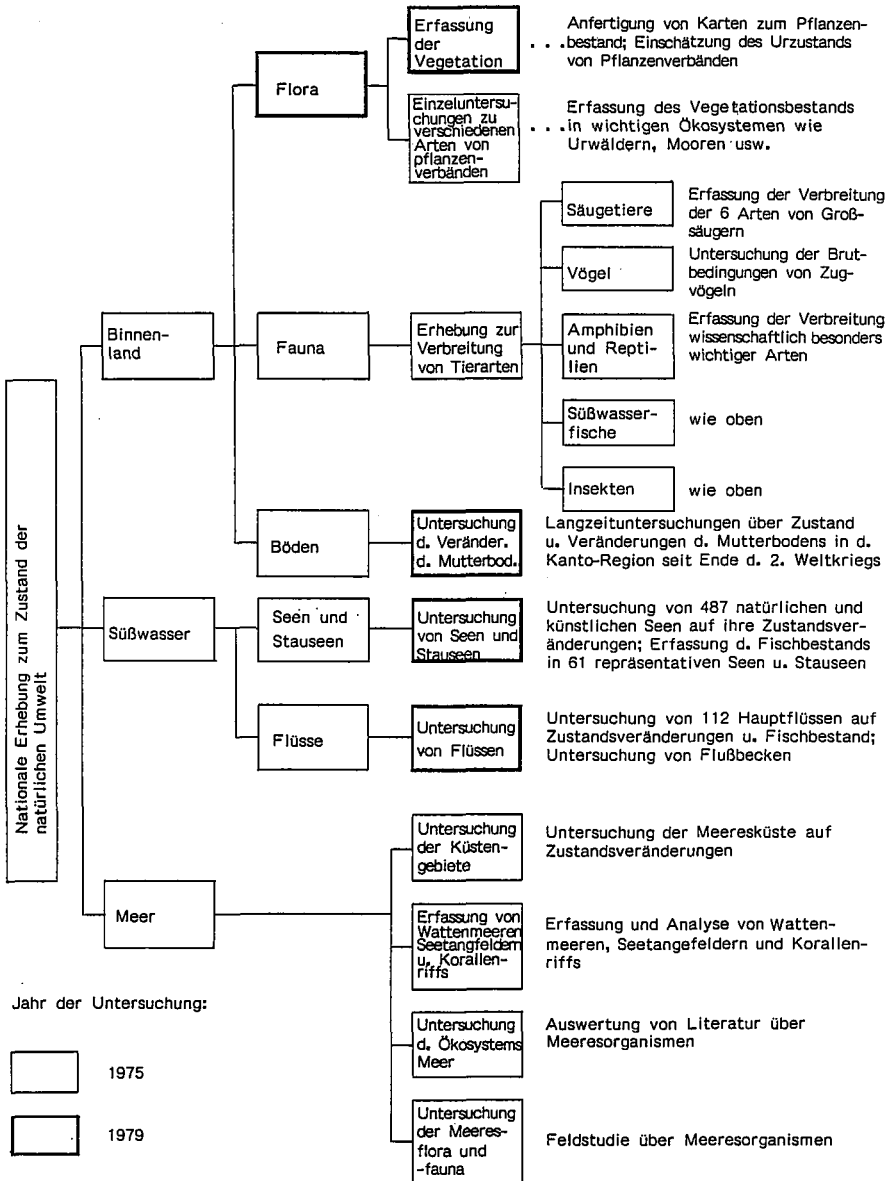 Erfassung
der
Vegetation
. . . Anfertigung von Karten zum Pflanzen-
bestand; Einschätzung des Urzustands
von Pflanzenverbänden
Flora
Einzeluntersu-
chungen zu
verschiedenen
Arten von
pflanzen-
verbänden
. . . Erfassung des Vegetationsbestands
in wichtigen Ökosystemen wie
Urwäldern, Mooren usw.
Säugetiere
Erfassung der Verbreitung
der 6 Arten von Groß-
säugern
Vögel
Untersuchung der Brut-
bedingungen von Zug-
vögeln
Binnen-
land
Fauna
Erhebung zur
Verbreitung
von Tierarten
Amphibien
und Repti-
lien
Erfassung der Verbreitung
wissenschaftlich besonders
wichtiger Arten
Süßwasser-
fische
wie oben
Insekten
wie oben
Böden
Untersuchung
d. Veränder.
d. Mutterbod.
Langzeituntersuchungen über Zustand
u. Veränderungen d. Mutterbodens in d.
Kanto-Region seit Ende d. 2. Weltkriegs
Nationale Erhebung zum Zustand der
natürlichen Umwelt
Süßwasser
Seen und
Stauseen
Untersuchung
von Seen und
Stauseen
Untersuchung von 487 natürlichen und
künstlichen Seen auf ihre Zustandsver-
änderungen; Erfassung d. Fischbestands
in 61 repräsentativen Seen u. Stauseen
Flüsse
Untersuchung
von Flüssen
Untersuchung von 112 Hauptflüssen auf
Zustandsveränderungen u. Fischbestand;
Untersuchung von Flußbecken
Meer
Untersuchung
der Küsten-
gebiete
Untersuchung der Meeresküste auf
Zustandsveränderungen
Erfassung von
Wattenmeeren
Seetangfeldern
u. Korallen-
riffs
Erfassung und Analyse von Watten-
meeren, Seetangefeldern und Korallen-
riffs
Untersuchung
d. Ökosystems
Meer
Auswertung von Literatur über
Meeresorganismen
Untersuchung
der Meeres-
flora und
-fauna
Feldstudie über Meeresorganismen
Jahr der Untersuchung:
1975
1979